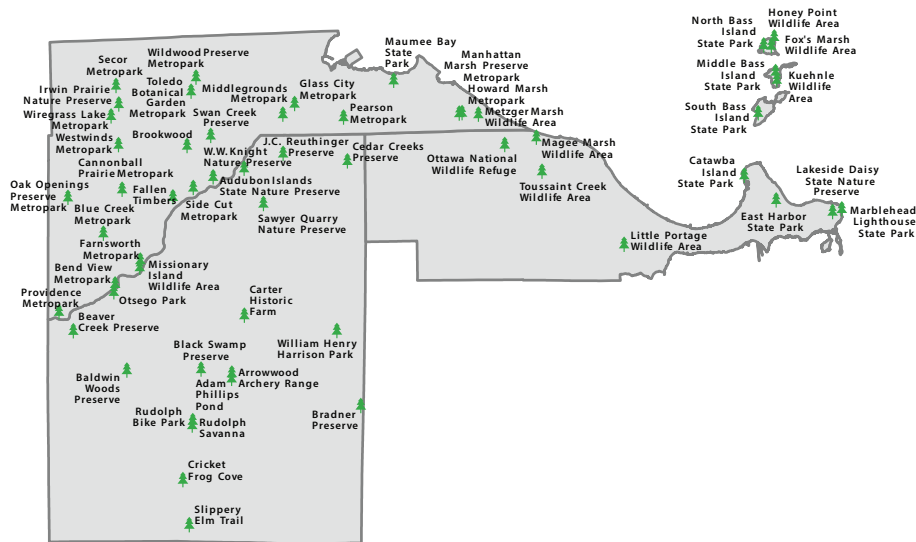 North Bass
Island
State Park
Honey Point
Wildlife Area
Fox's Marsh
Wildlife Area
Middle Bass
Island
State Park
Kuehnle
Wildlife
Area
South Bass
Island
State Park
Maumee Bay
State
Park
Manhattan
Marsh Preserve
Metropark
Howard Marsh
Metropark
Metzger Marsh
Wildlife Area
Wildwood Preserve
Metropark
Secor
Metropark
Toledo
Botanical
Garden
Metropark
Middlegrounds
Metropark
Glass City
Metropark
Irwin Prairie
Nature Preserve
Wiregrass Lake
Metropark
Swan Creek
Preserve
Pearson
Metropark
Westwinds
Metropark
Brookwood
J.C. Reuthinger
Preserve
Cedar Creeks
Preserve
W.W. Knight
Nature Preserve
Magee Marsh
Wildlife Area
Ottawa National
Wildlife Refuge
Toussaint Creek
Wildlife Area
Cannonball
Prairie Metropark
Oak Openings
Preserve
Metropark
Fallen
Timbers
Audubon Islands
State Nature Preserve
Side Cut
Metropark
Sawyer Quarry
Nature Preserve
Blue Creek
Metropark
Catawba
Island
State Park
Lakeside Daisy
State Nature
Preserve
East Harbor
State Park
Marblehead
Lighthouse
State Park
Little Portage
Wildlife Area
Farnsworth
Metropark
Missionary
Island
Wildlife Area
Bend View
Metropark
Otsego Park
Providence
Metropark
Beaver
Creek Preserve
Carter
Historic
Farm
William Henry
Harrison Park
Black Swamp
Preserve
Arrowwood
Archery Range
Adam
Phillips
Pond
Baldwin
Woods
Preserve
Rudolph
Bike Park
Rudolph
Savanna
Bradner
Preserve
Cricket
Frog Cove
Slippery
Elm Trail